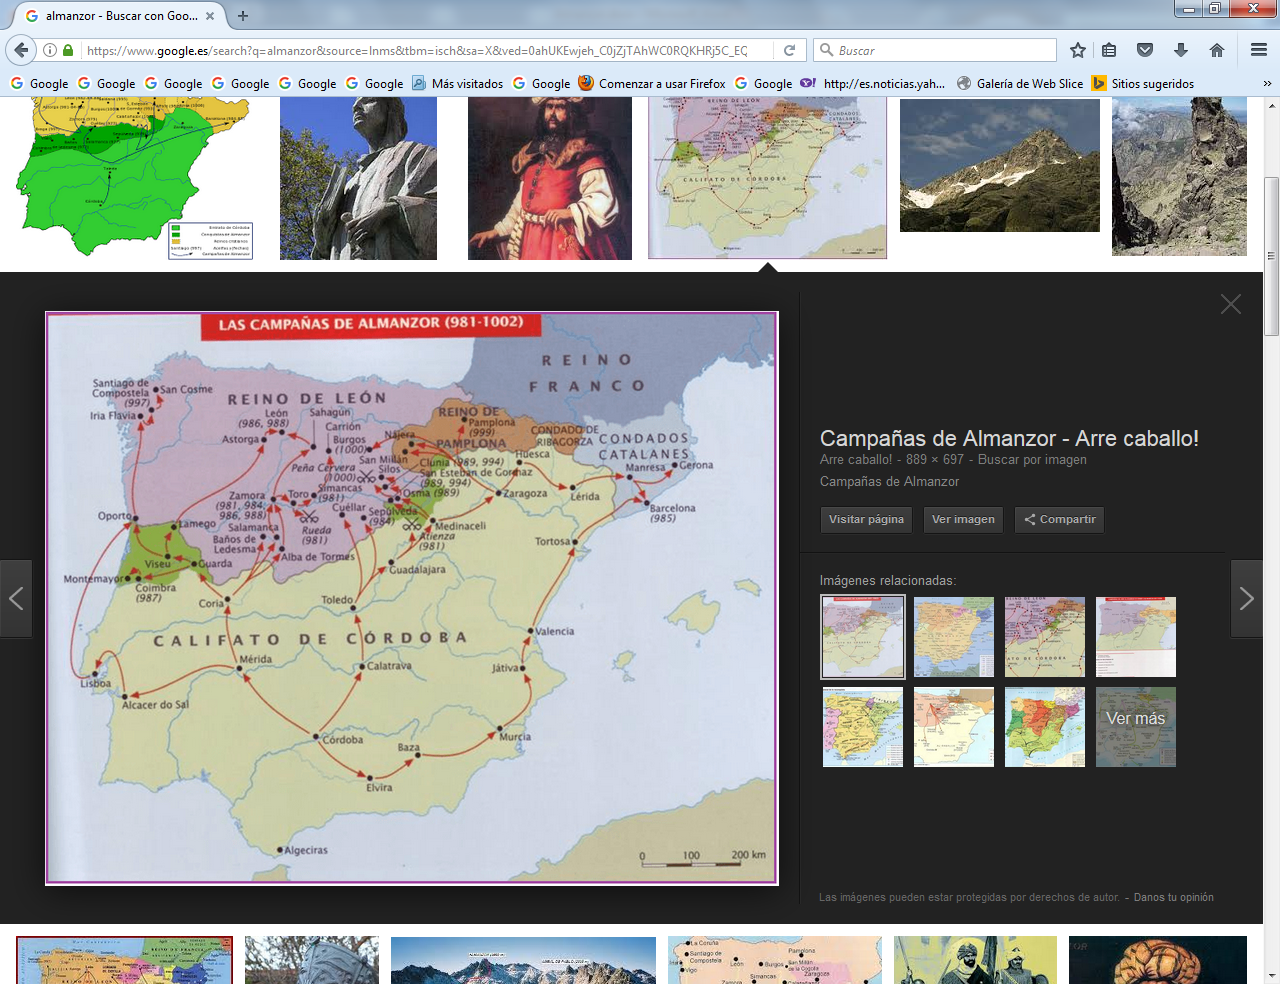 almanzor - Buscar con Goo...
https://www.google.es/search?q=almanzor&source=lnms&tbm=isch&sa=X&ved=0ahUKEwjeh_C0jZjTAhWC0RQKHRj5C_EQ
Buscar
Google
Google
Google
Google
Google
Google
Más visitados
Google
Comenzar a usar Firefox
Google
http://es.noticias.yah...
Galería de Web Slice
Sitios sugeridos
LAS CAMPAÑAS DE ALMANZOR (981-1002)
REINO
FRANCO
Santiago de
Compostela
(997)
San Cosme
Iria Flavia
REINO DE LEÓN
León
(986, 988)
Sahagún
Carrión
Astorga
Burgos
(1000)
Nájera
REINO DE
PAMPLONA
Pamplona
(999)
CONDADO DE
RIBAGORZA
CONDADOS
CATALANES
Peña Cervera
(1000)
San Millán
Silos
Clunia (989, 994)
San Esteban de Gormaz
(989, 994)
Huesca
Manresa
Gerona
Zamora
(981, 984,
986, 988)
Toro
Simancas
(981)
Osma (989)
Zaragoza
Lérida
Barcelona
(985)
Oporto
Lamego
Salamanca
Cuéllar
Sepúlveda
(984)
Medinaceli
Rueda
(981)
Atienza
(981)
Tortosa
Baños de
Ledesma
Alba de Tormes
Viseu
Guarda
Guadalajara
Montemayor
Coimbra
(987)
Coria
Toledo
CALIFATO DE CÓRDOBA
Valencia
Mérida
Calatrava
Játiva
Lisboa
Alcacer do Sal
Córdoba
Baza
Murcia
Elvira
Algeciras
0 100 200 km
Campañas de Almanzor - Arre caballo!
Arre caballo! - 889 × 697 - Buscar por imagen
Campañas de Almanzor
Visitar página
Ver imagen
Compartir
Imágenes relacionadas:
Ver más
Las imágenes pueden estar protegidas por derechos de autor. - Danos tu opinión